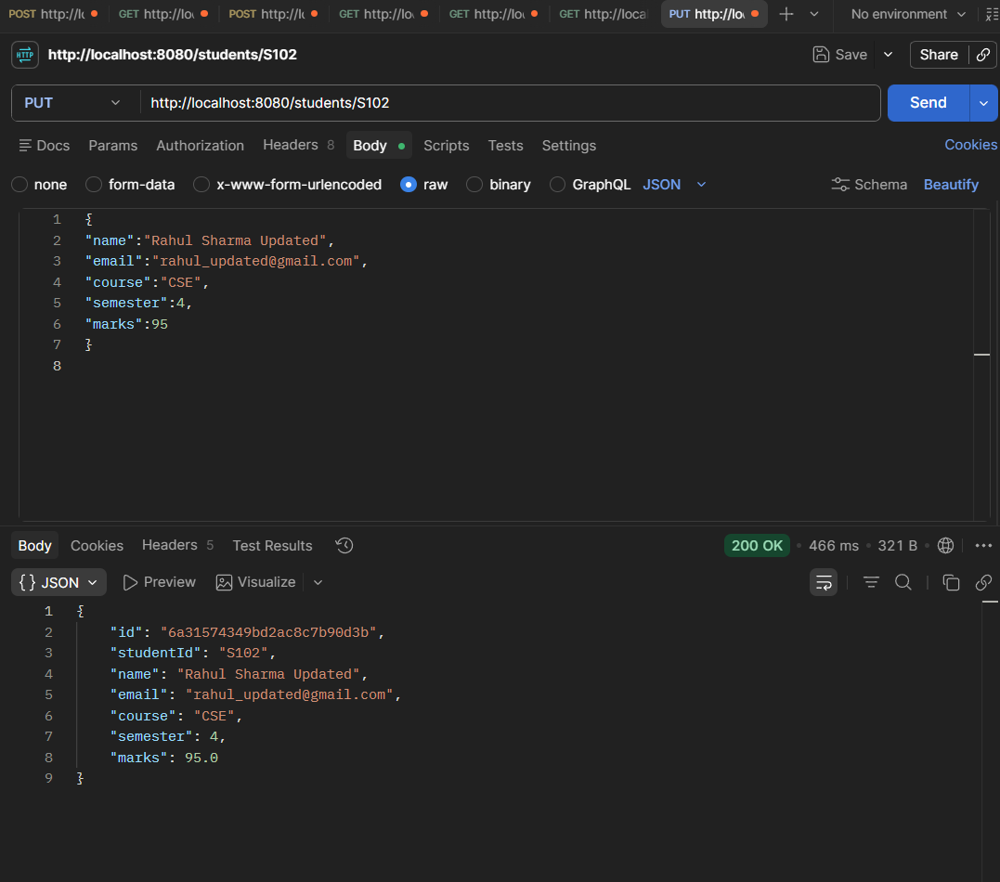 POST http://l GET http://lo POST http://l GET http://lo GET http://lo GET http://loca PUT http://lo No environment
HTTP http://localhost:8080/students/S102 Save Share
PUT http://localhost:8080/students/S102 Send
Docs Params Authorization Headers 8 Body Scripts Tests Settings Cookies
none form-data x-www-form-urlencoded raw binary GraphQL JSON Schema Beautify
1 {
2 "name":"Rahul Sharma Updated",
3 "email":"rahul_updated@gmail.com",
4 "course":"CSE",
5 "semester":4,
6 "marks":95
7 }
8
Body Cookies Headers 5 Test Results 200 OK • 466 ms • 321 B
{} JSON Preview Visualize
1 {
2 "id": "6a31574349bd2ac8c7b90d3b",
3 "studentId": "S102",
4 "name": "Rahul Sharma Updated",
5 "email": "rahul_updated@gmail.com",
6 "course": "CSE",
7 "semester": 4,
8 "marks": 95.0
9 }